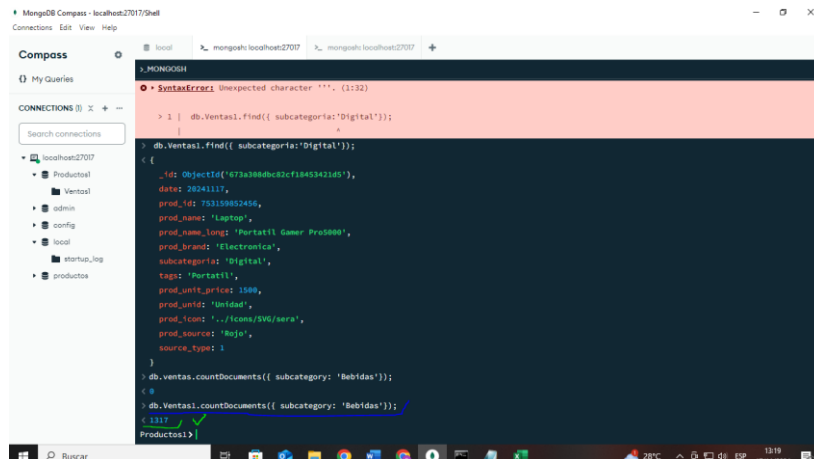 MongoDB Compass - localhost:27017/Shell
Connections Edit View Help
Compass
local
mongosh: localhost:27017
mongosh: localhost:27017
{} My Queries
>_MONGOSH
CONNECTIONS (1)
Search connections
localhost:27017
Productos1
Ventas1
admin
config
local
startup_log
productos
SyntaxError: Unexpected character '''. (1:32)
> 1 | db.Ventas1.find({ subcategoria:'Digital'});
| ^
> db.Ventas1.find({ subcategoria:'Digital'});
< {
_id: ObjectId('673a308dbc82cf18453421d5'),
date: 20241117,
prod_id: 753159852456,
prod_name: 'Laptop',
prod_name_long: 'Portatil Gamer Pro5000',
prod_brand: 'Electronica',
subcategoria: 'Digital',
tags: 'Portatil',
prod_unit_price: 1500,
prod_unid: 'Unidad',
prod_icon: '../icons/SVG/sera',
prod_source: 'Rojo',
source_type: 1
}
> db.ventas.countDocuments({ subcategory: 'Bebidas'});
< 0
> db.Ventas1.countDocuments({ subcategory: 'Bebidas'});
< 1317
Productos1>
Buscar
28°C
ESP
13:19